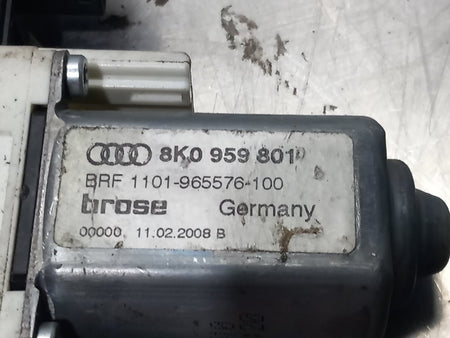 8K0 959 801
BRF 1101-965576-100
brose Germany
00000 11.02.2008 B